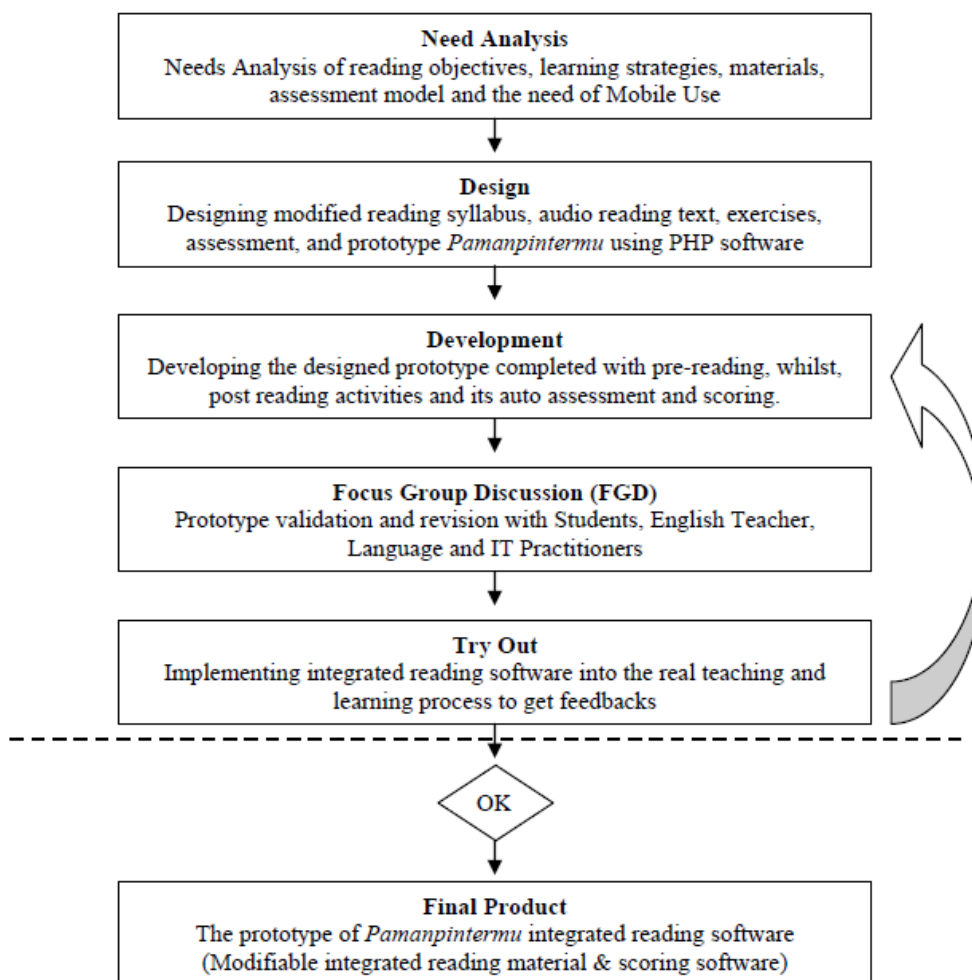 Need Analysis
Needs Analysis of reading objectives, learning strategies, materials,
assessment model and the need of Mobile Use
Design
Designing modified reading syllabus, audio reading text, exercises,
assessment, and prototype Pamanpintermu using PHP software
Development
Developing the designed prototype completed with pre-reading, whilst,
post reading activities and its auto assessment and scoring.
Focus Group Discussion (FGD)
Prototype validation and revision with Students, English Teacher,
Language and IT Practitioners
Try Out
Implementing integrated reading software into the real teaching and
learning process to get feedbacks
OK
Final Product
The prototype of Pamanpintermu integrated reading software
(Modifiable integrated reading material & scoring software)